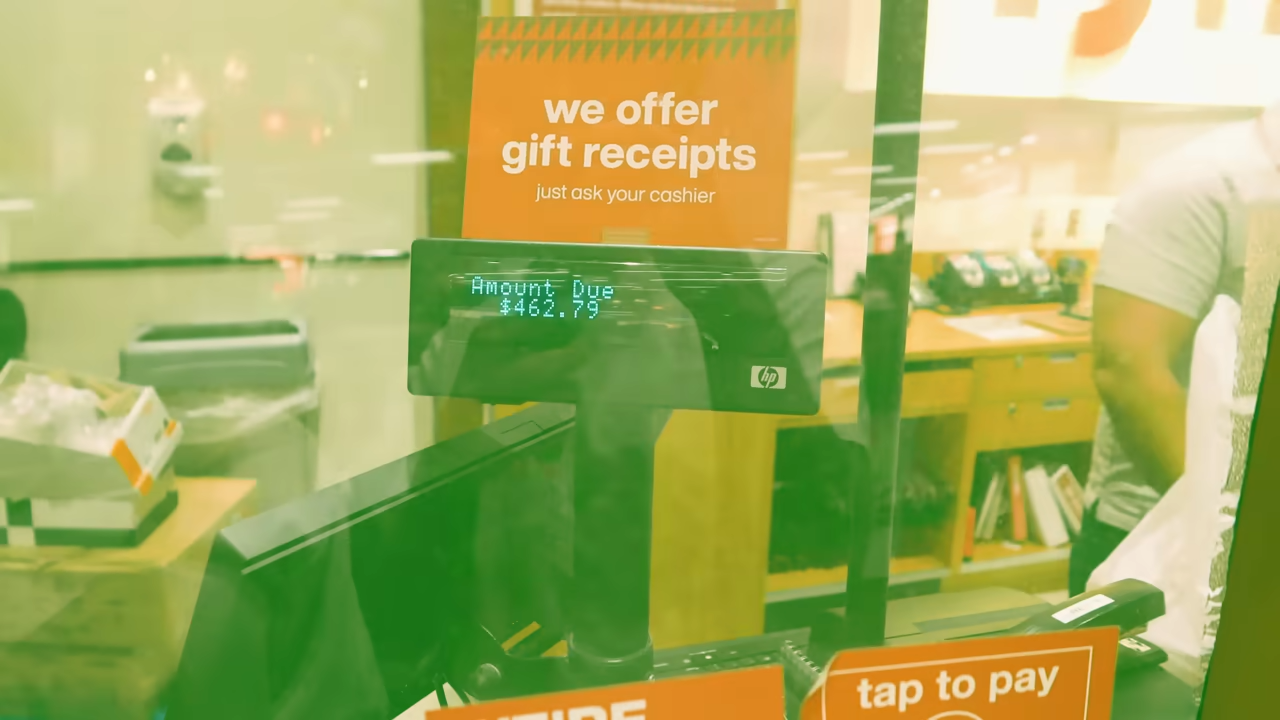 we offer
gift receipts
just ask your cashier
Amount Due
$462.79
hp
tap to pay